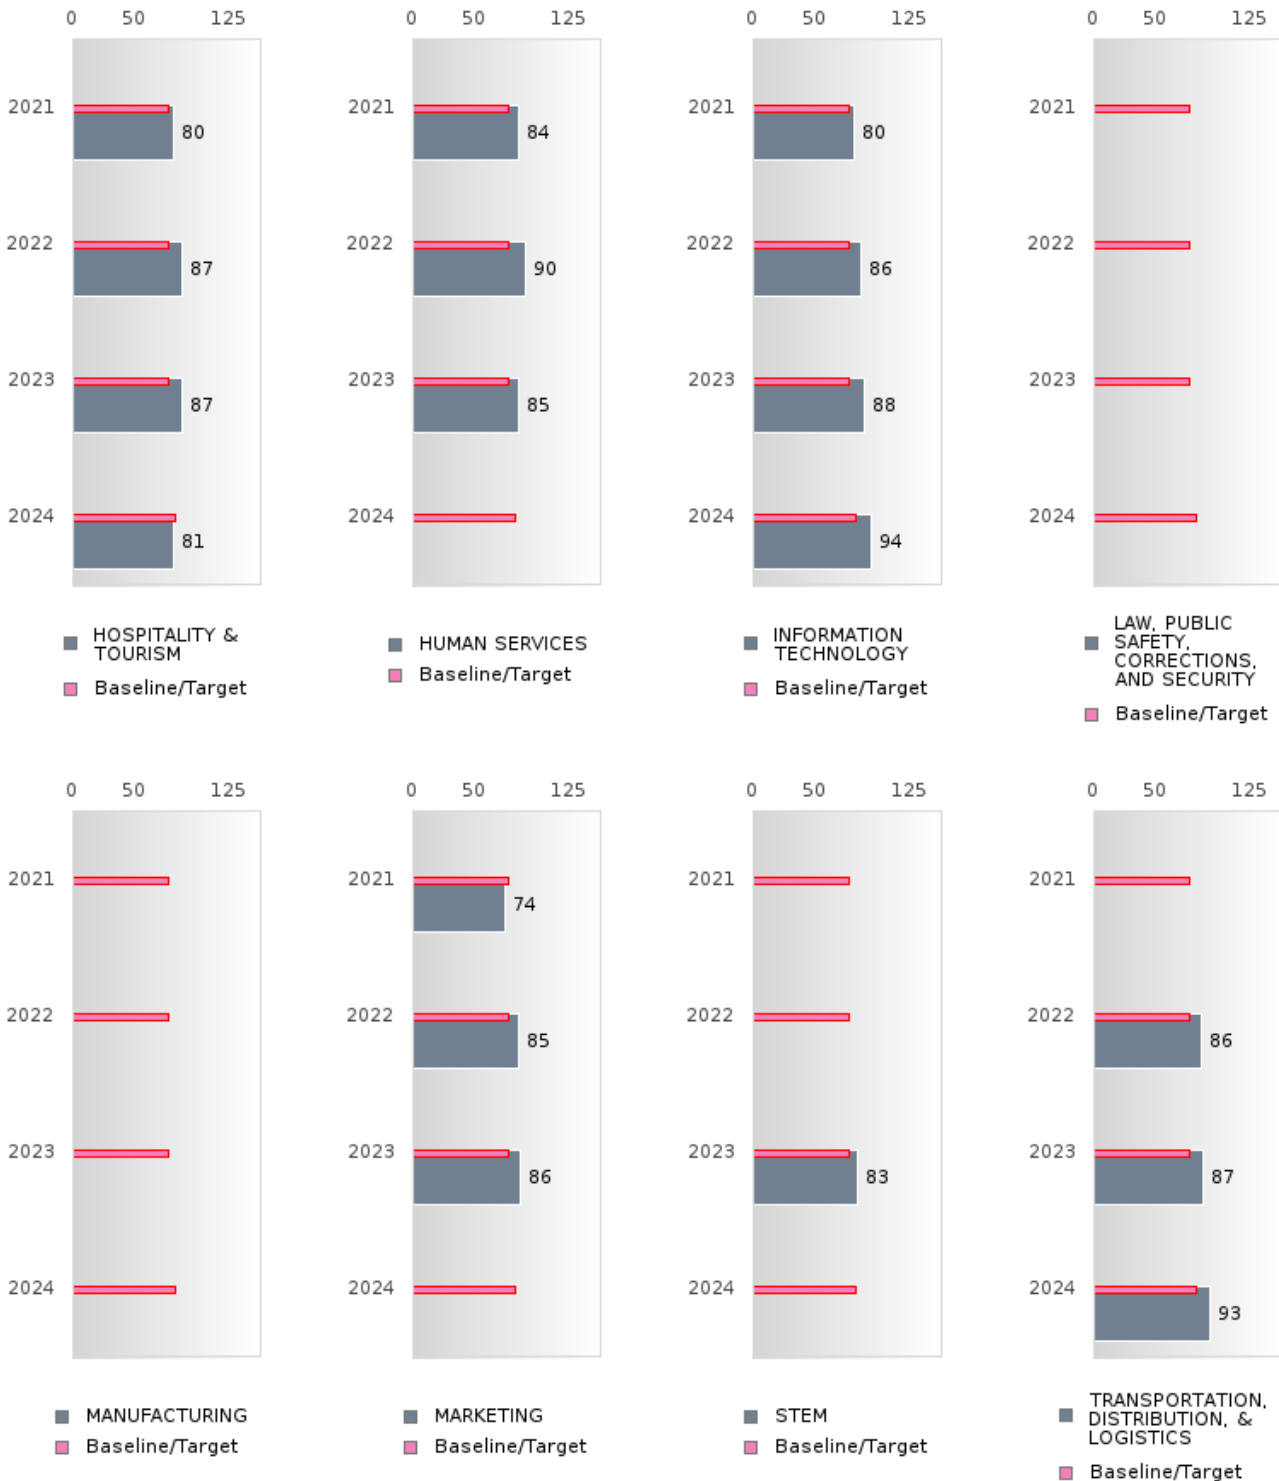 0 50 125 0 50 125 0 50 125 0 50 125
2021 80 2021 84 2021 80 2021
2022 87 2022 90 2022 86 2022
2023 87 2023 85 2023 88 2023
2024 81 2024 2024 94 2024
HOSPITALITY &
TOURISM
Baseline/Target
HUMAN SERVICES
Baseline/Target
INFORMATION
TECHNOLOGY
Baseline/Target
LAW, PUBLIC
SAFETY,
CORRECTIONS,
AND SECURITY
Baseline/Target
0 50 125 0 50 125 0 50 125 0 50 125
2021 2021 74 2021 2021
2022 2022 85 2022 2022 86
2023 2023 86 2023 83 2023 87
2024 2024 2024 2024 93
MANUFACTURING
Baseline/Target
MARKETING
Baseline/Target
STEM
Baseline/Target
TRANSPORTATION,
DISTRIBUTION, &
LOGISTICS
Baseline/Target